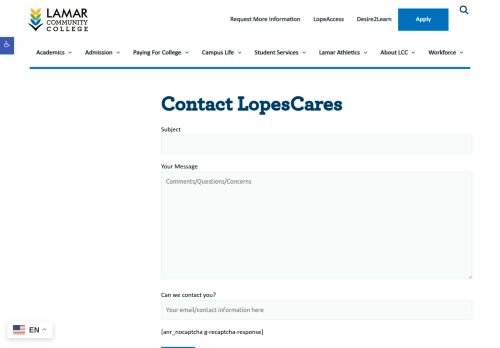 LAMAR
COMMUNITY
COLLEGE
Request More Information
LopeAccess
Desire2Learn
Apply
Academics
Admission
Paying For College
Campus Life
Student Services
Lamar Athletics
About LCC
Workforce
Contact LopesCares
Subject
Your Message
Comments/Questions/Concerns
Can we contact you?
Your email/contact information here
[anr_nocaptcha g-recaptcha-response]
EN